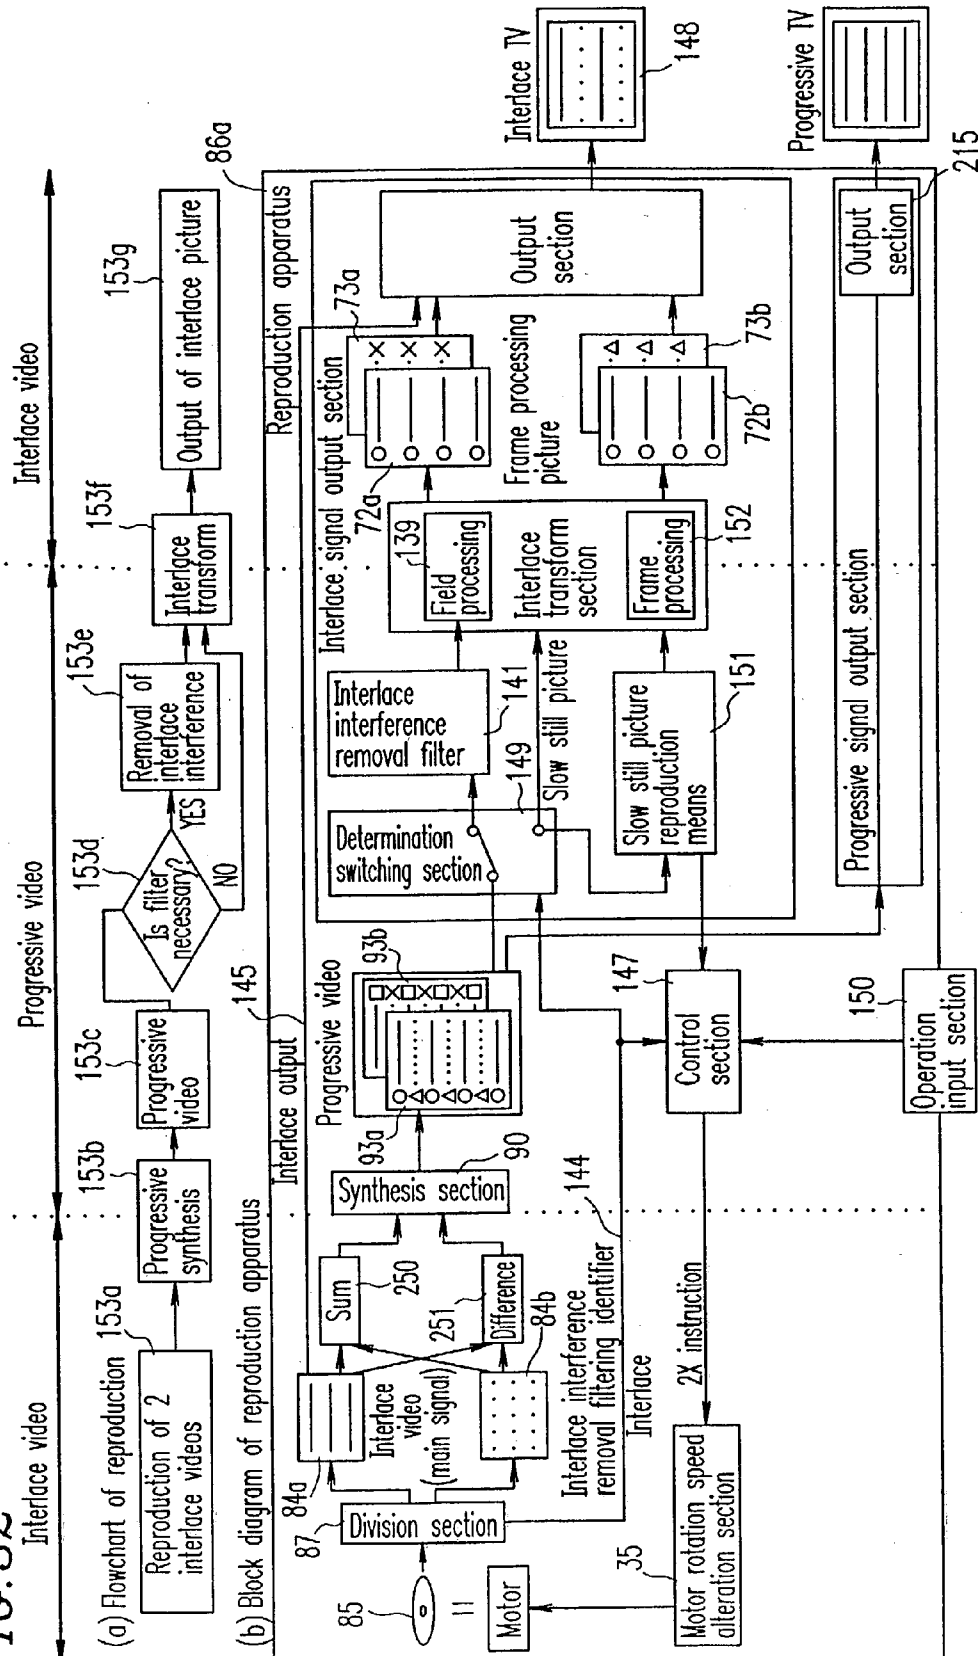 Interlace video
Progressive video
Interlace video
(a) Flowchart of reproduction
153a
Reproduction of 2
interlace videos
153b
Progressive
synthesis
153c
Progressive
video
153d
Is filter
necessary?
YES
NO
153e
Removal of
interlace
interference
153f
Interlace
transform
153g
Output of interlace picture
(b) Block diagram of reproduction apparatus
Interlace output
145
Reproduction apparatus
86a
85
Motor
87
Division section
84a
Interlace
video
(main signal)
84b
Sum
250
251
Difference
Synthesis section
90
Progressive video
93a
93b
Interlace interference
removal filtering identifier
144
Interlace
Interlace signal output section
Determination
switching section
149
Interlace
interference
removal filter
141
Slow still picture
Slow still picture
reproduction
means
151
139
Field
processing
Interlace
transform
section
Frame
processing
152
72a
73a
Frame processing
picture
72b
73b
Output
section
Interlace TV
148
Progressive TV
Output
section
215
Progressive signal output section
147
Control
section
150
Operation
input section
2X instruction
35
Motor rotation speed
alteration section